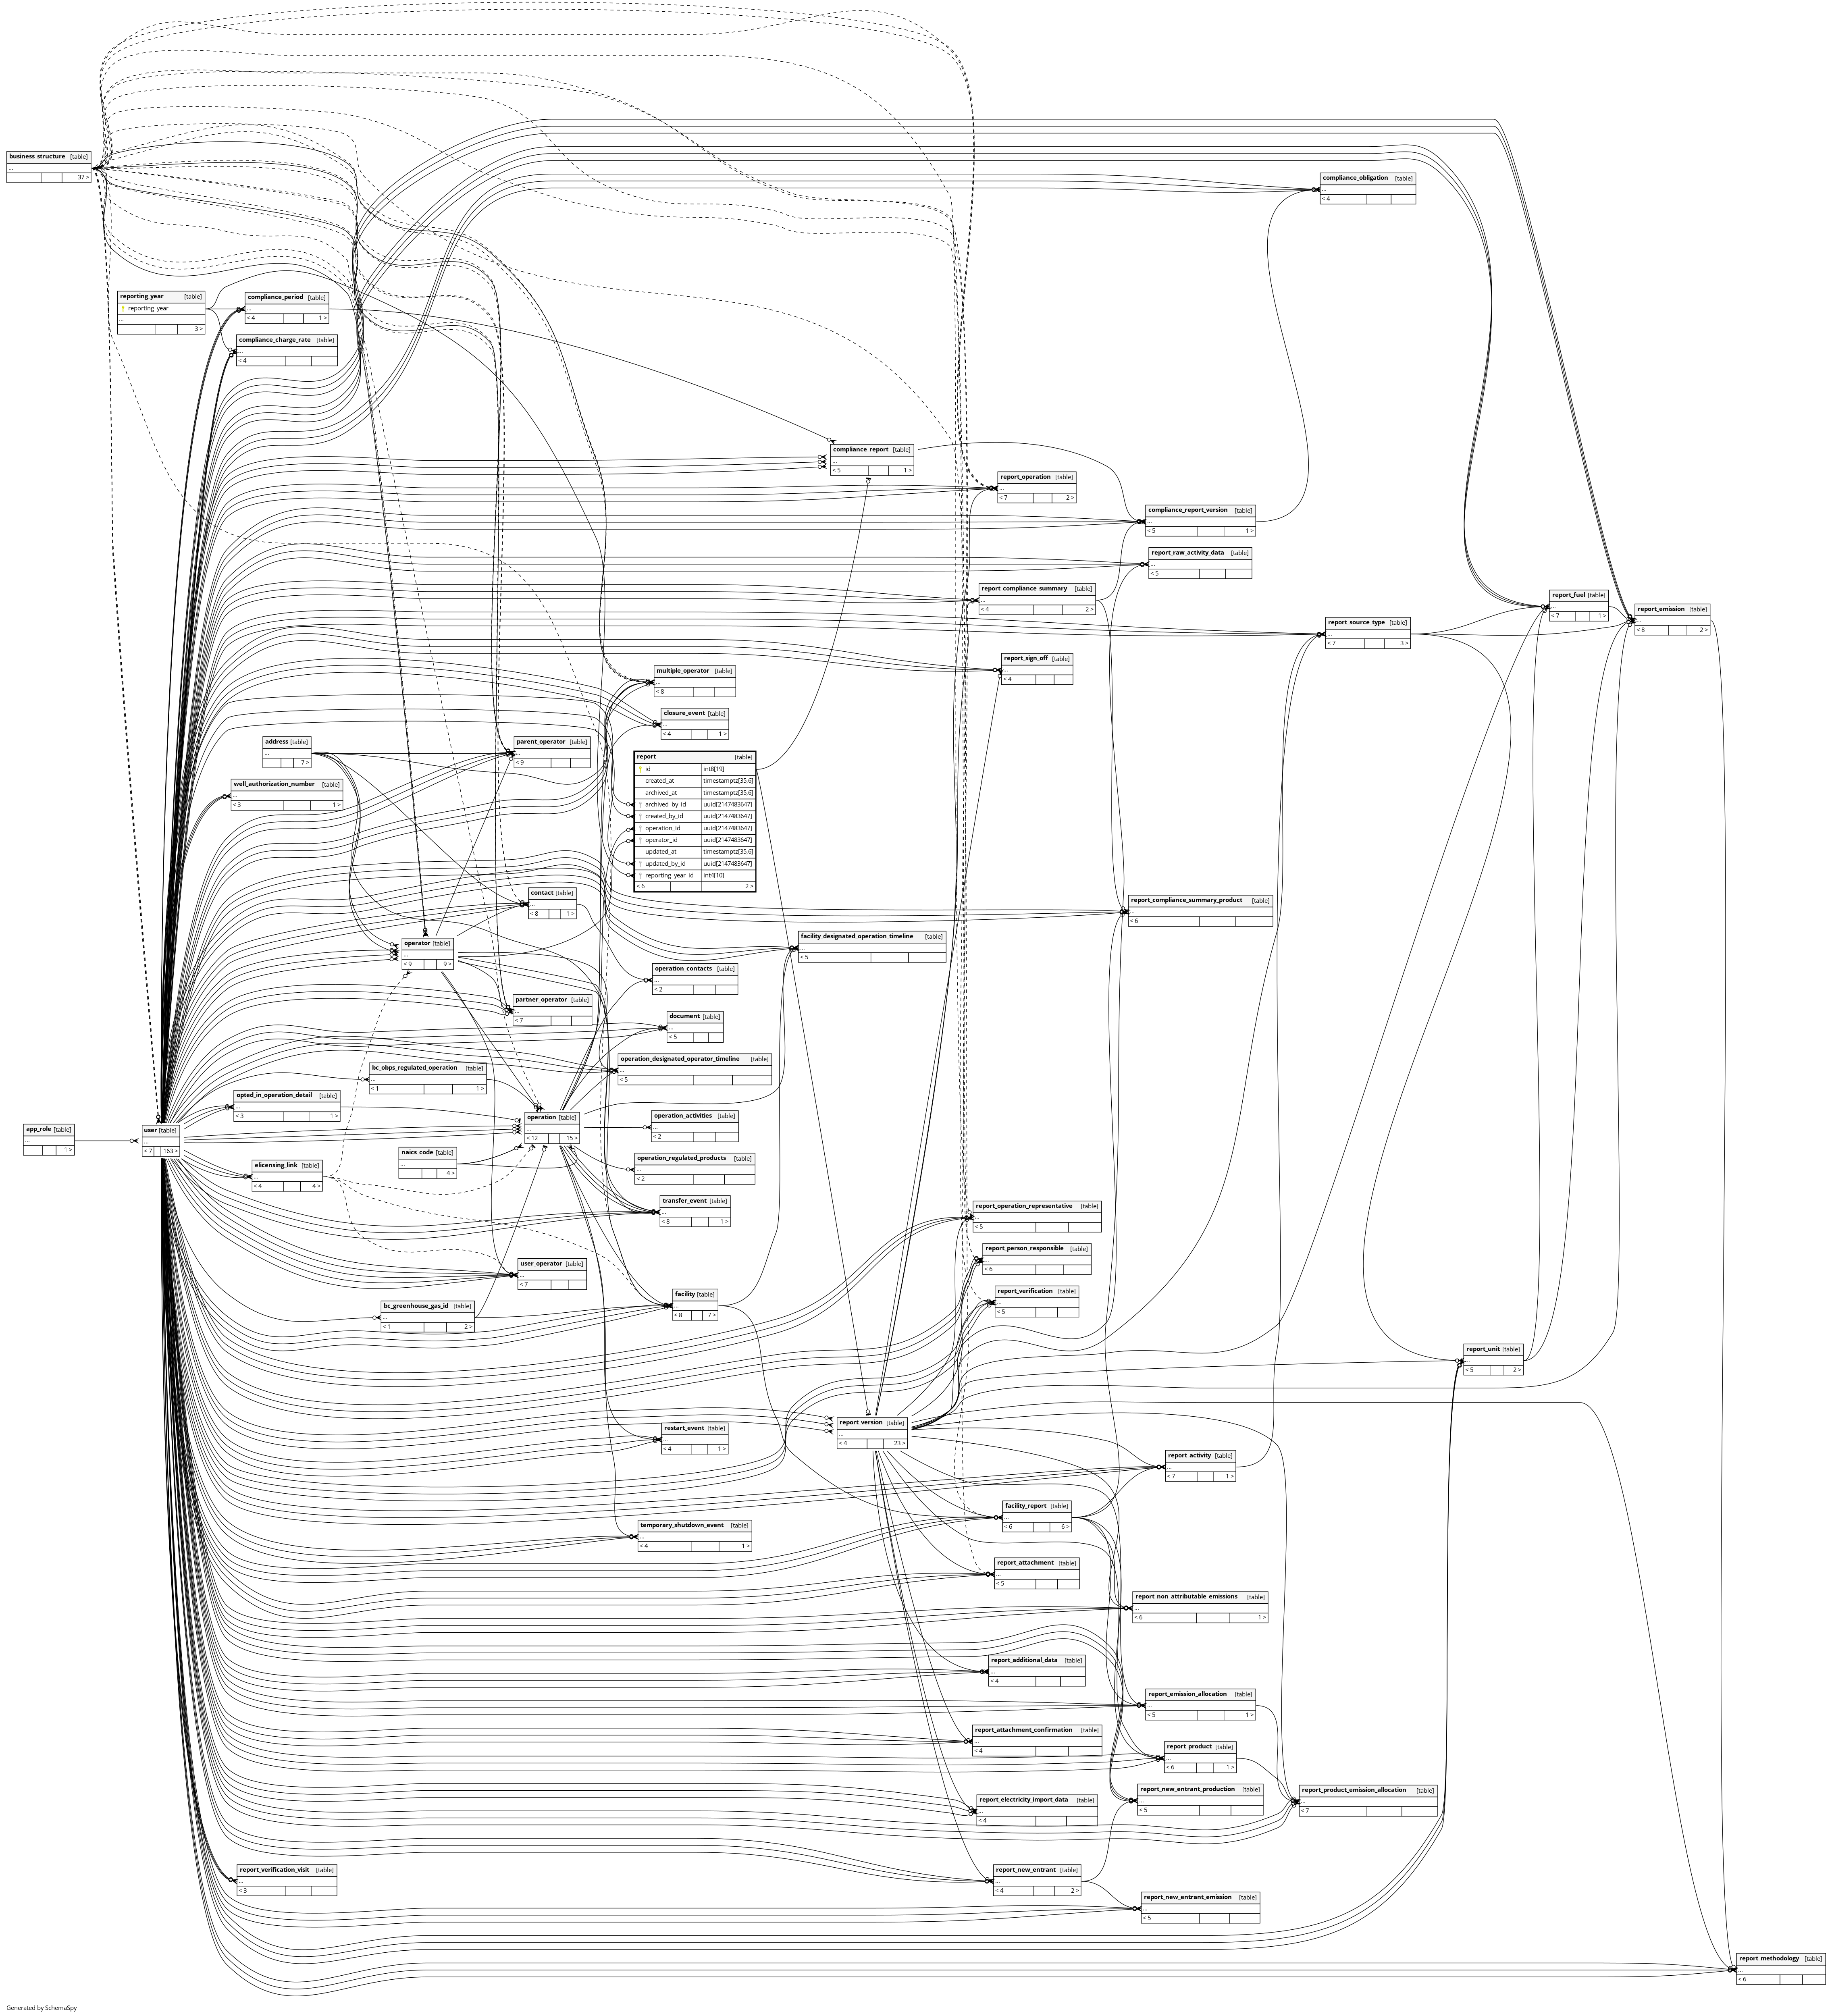 business_structure [table]
...
37 >
compliance_obligation [table]
...
< 4
reporting_year [table]
reporting_year
...
3 >
compliance_period [table]
...
< 4 1 >
compliance_charge_rate [table]
...
< 4
compliance_report [table]
...
< 5 1 >
report_operation [table]
...
< 7 2 >
compliance_report_version [table]
...
< 5 1 >
report_raw_activity_data [table]
...
< 5
report_compliance_summary [table]
...
< 4 2 >
report_fuel [table]
...
< 7 1 >
report_emission [table]
...
< 8 2 >
report_source_type [table]
...
< 7 3 >
report_sign_off [table]
...
< 4
multiple_operator [table]
...
< 8
closure_event [table]
...
< 4 1 >
address [table]
...
7 >
parent_operator [table]
...
< 9
report [table]
id int8[19]
created_at timestamptz[35,6]
archived_at timestamptz[35,6]
archived_by_id uuid[2147483647]
created_by_id uuid[2147483647]
operation_id uuid[2147483647]
operator_id uuid[2147483647]
updated_at timestamptz[35,6]
updated_by_id uuid[2147483647]
reporting_year_id int4[10]
< 6 2 >
well_authorization_number [table]
...
< 3 1 >
contact [table]
...
< 8 1 >
report_compliance_summary_product [table]
...
< 6
operator [table]
...
< 9 9 >
facility_designated_operation_timeline [table]
...
< 5
operation_contacts [table]
...
< 2
partner_operator [table]
...
< 7
document [table]
...
< 5
operation_designated_operator_timeline [table]
...
< 5
bc_obps_regulated_operation [table]
...
< 1 1 >
opted_in_operation_detail [table]
...
< 3 1 >
operation [table]
...
< 12 15 >
operation_activities [table]
...
< 2
app_role [table]
...
1 >
user [table]
...
< 7 163 >
naics_code [table]
...
4 >
operation_regulated_products [table]
...
< 2
elicensing_link [table]
...
< 4 4 >
transfer_event [table]
...
< 8 1 >
report_operation_representative [table]
...
< 5
report_person_responsible [table]
...
< 6
user_operator [table]
...
< 7
report_verification [table]
...
< 5
facility [table]
...
< 8 7 >
bc_greenhouse_gas_id [table]
...
< 1 2 >
report_unit [table]
...
< 5 2 >
report_version [table]
...
< 4 23 >
restart_event [table]
...
< 4 1 >
report_activity [table]
...
< 7 1 >
facility_report [table]
...
< 6 6 >
temporary_shutdown_event [table]
...
< 4 1 >
report_attachment [table]
...
< 5
report_non_attributable_emissions [table]
...
< 6 1 >
report_additional_data [table]
...
< 4
report_emission_allocation [table]
...
< 5 1 >
report_attachment_confirmation [table]
...
< 4
report_product [table]
...
< 6 1 >
report_new_entrant_production [table]
...
< 5
report_product_emission_allocation [table]
...
< 7
report_electricity_import_data [table]
...
< 4
report_verification_visit [table]
...
< 3
report_new_entrant [table]
...
< 4 2 >
report_new_entrant_emission [table]
...
< 5
report_methodology [table]
...
< 6
Generated by SchemaSpy